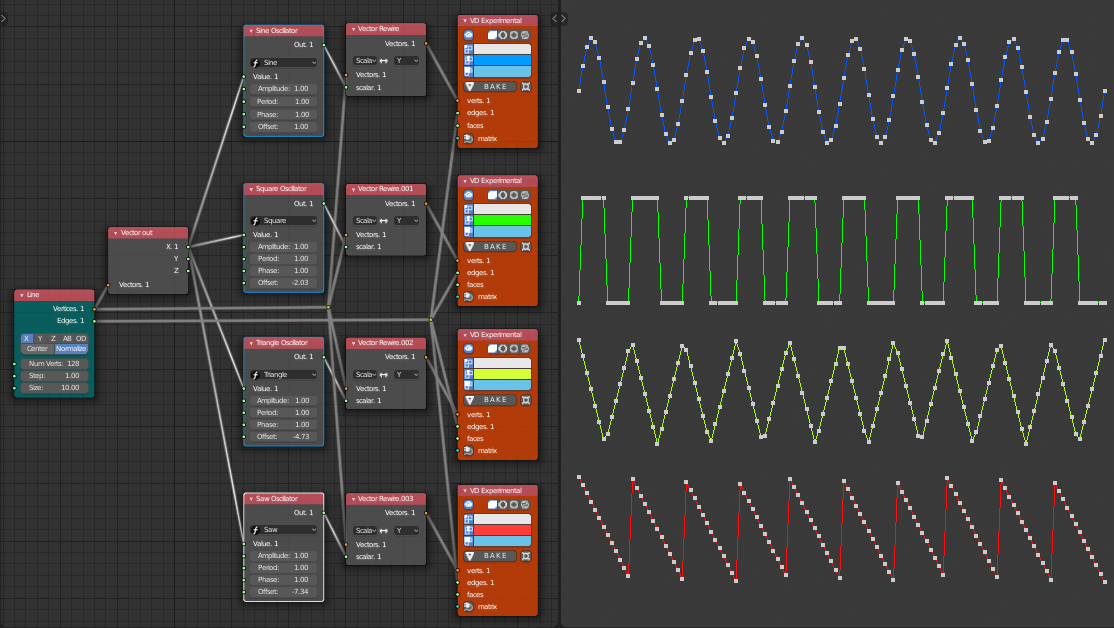 Vector out
X. 1
Y
Z
Vectors. 1
Line
Vertices. 1
Edges. 1
X Y Z AB OD
Center Normalize
Num Verts: 128
Step: 1.00
Size: 10.00
Sine Oscillator
Out. 1
Sine
Value. 1
Amplitude: 1.00
Period: 1.00
Phase: 1.00
Offset: 1.00
Vector Rewire
Vectors. 1
Scala Y
Vectors. 1
scalar. 1
VD Experimental
BAKE
verts. 1
edges. 1
faces
matrix
Square Oscillator
Out. 1
Square
Value. 1
Amplitude: 1.00
Period: 1.00
Phase: 1.00
Offset: -2.03
Vector Rewire.001
Vectors. 1
Scala Y
Vectors. 1
scalar. 1
VD Experimental
BAKE
verts. 1
edges. 1
faces
matrix
Triangle Oscillator
Out. 1
Triangle
Value. 1
Amplitude: 1.00
Period: 1.00
Phase: 1.00
Offset: -4.73
Vector Rewire.002
Vectors. 1
Scala Y
Vectors. 1
scalar. 1
VD Experimental
BAKE
verts. 1
edges. 1
faces
matrix
Saw Oscillator
Out. 1
Saw
Value. 1
Amplitude: 1.00
Period: 1.00
Phase: 1.00
Offset: -7.34
Vector Rewire.003
Vectors. 1
Scala Y
Vectors. 1
scalar. 1
VD Experimental
BAKE
verts. 1
edges. 1
faces
matrix